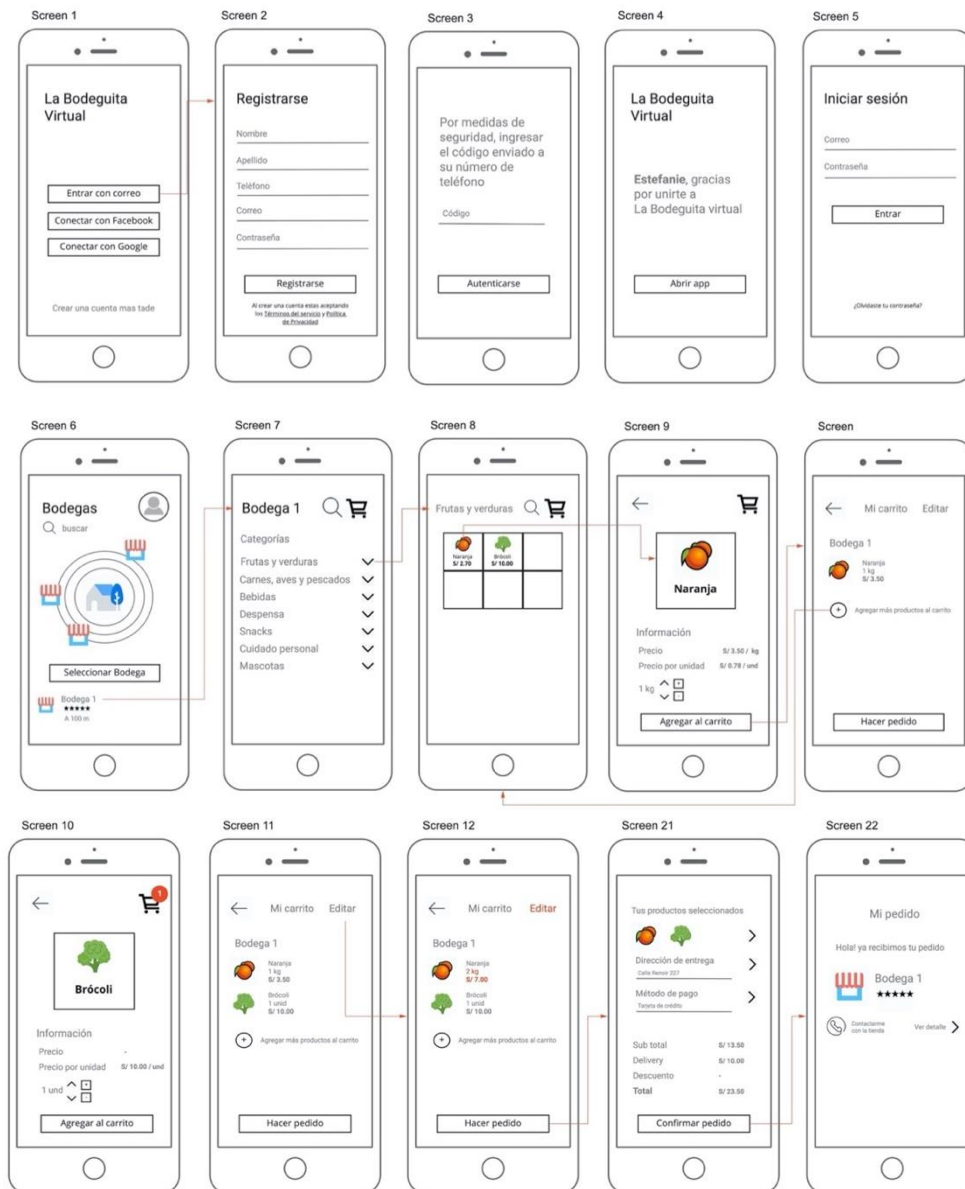 Screen 1
La Bodeguita
Virtual
Entrar con correo
Conectar con Facebook
Conectar con Google
Crear una cuenta mas tade
Screen 2
Registrarse
Nombre
Apellido
Teléfono
Correo
Contraseña
Registrarse
Al crear una cuenta estas aceptando
los Términos del servicio y Política
de Privacidad
Screen 3
Por medidas de
seguridad, ingresar
el código enviado a
su número de
teléfono
Código
Autenticarse
Screen 4
La Bodeguita
Virtual
Estefanie, gracias
por unirte a
La Bodeguita virtual
Abrir app
Screen 5
Iniciar sesión
Correo
Contraseña
Entrar
¿Olvidaste tu contraseña?
Screen 6
Bodegas
buscar
Seleccionar Bodega
Bodega 1
★★★★★
A 100 m
Screen 7
Bodega 1
Categorías
Frutas y verduras
Carnes, aves y pescados
Bebidas
Despensa
Snacks
Cuidado personal
Mascotas
Screen 8
Frutas y verduras
Naranja
S/ 2.70
Brócoli
S/ 10.00
Screen 9
Naranja
Información
Precio S/ 3.50 / kg
Precio por unidad S/ 0.78 / und
1 kg
Agregar al carrito
Screen
Mi carrito Editar
Bodega 1
Naranja
1 kg
S/ 3.50
Agregar más productos al carrito
Hacer pedido
Screen 10
1
Brócoli
Información
Precio -
Precio por unidad S/ 10.00 / und
1 und
Agregar al carrito
Screen 11
Mi carrito Editar
Bodega 1
Naranja
1 kg
S/ 3.50
Brócoli
1 unid
S/ 10.00
Agregar más productos al carrito
Hacer pedido
Screen 12
Mi carrito Editar
Bodega 1
Naranja
2 kg
S/ 7.00
Brócoli
1 unid
S/ 10.00
Agregar más productos al carrito
Hacer pedido
Screen 21
Tus productos seleccionados
Dirección de entrega
Calle Renoir 227
Método de pago
Tarjeta de crédito
Sub total S/ 13.50
Delivery S/ 10.00
Descuento -
Total S/ 23.50
Confirmar pedido
Screen 22
Mi pedido
Hola! ya recibimos tu pedido
Bodega 1
★★★★★
Contactarme
con la tienda
Ver detalle